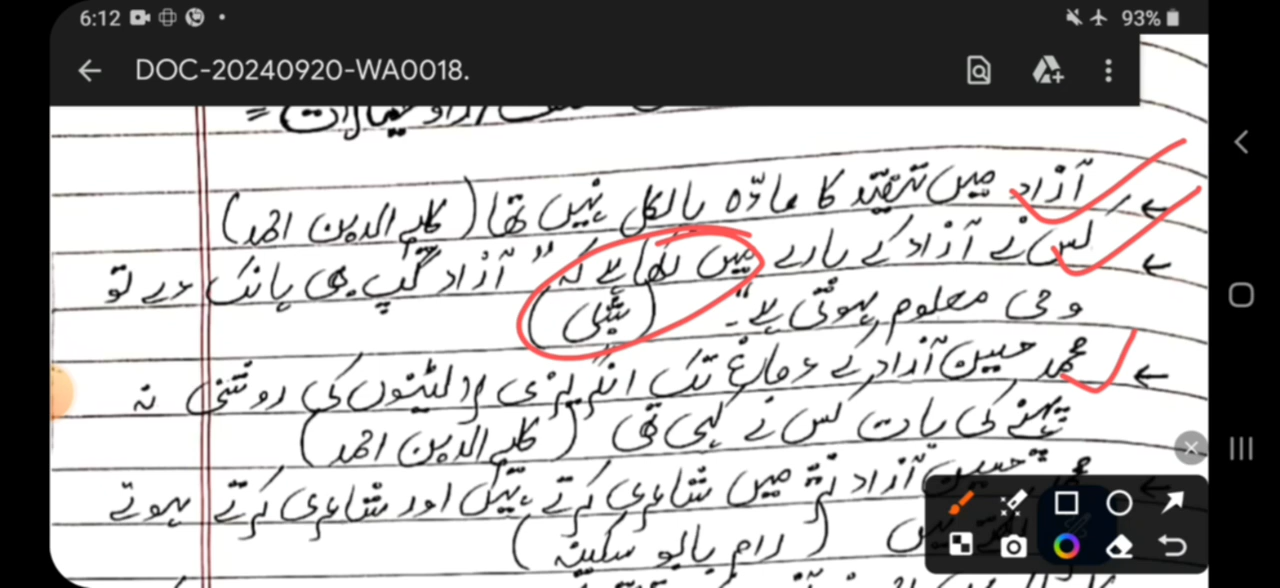 6:12
93%
DOC-20240920-WA0018.
آزاد میں تنقید کا مادّہ بالکل نہیں تھا (کلیم الدین احمد)
کس نے آزاد کے بارے میں لکھا ہے کہ "آزاد گپ بھی ہانک دے تو
وحی معلوم ہوتی ہے"۔ (شبلی)
محمد حسین آزاد کے دماغ تک انگریزی لالٹینوں کی روشنی نہ
پہنچنے کی بات کس نے کہی تھی (کلیم الدین احمد)
محمد حسین آزاد نثر میں شاعری کرتے ہیں اور شاعری کرتے ہوئے
(رام بابو سکسینہ)